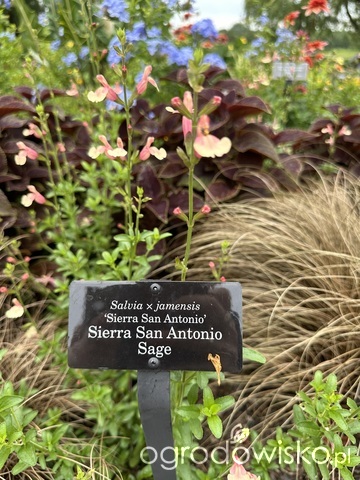 Salvia × jamensis
'Sierra San Antonio'
Sierra San Antonio
Sage
ogrodowisko.pl